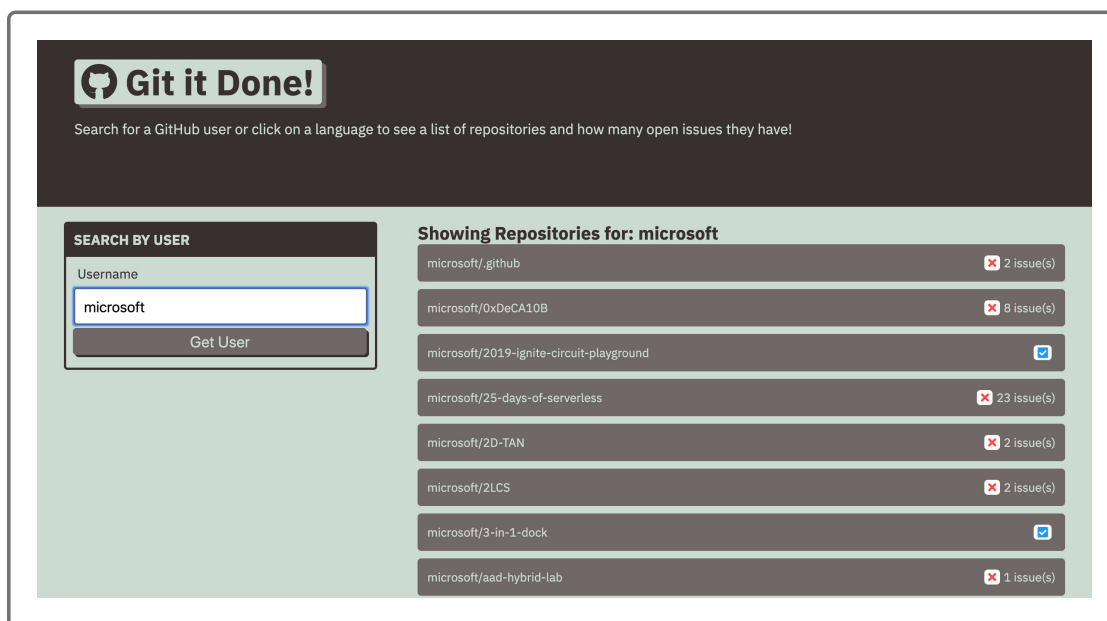 Git it Done!
Search for a GitHub user or click on a language to see a list of repositories and how many open issues they have!
SEARCH BY USER
Username
microsoft
Get User
Showing Repositories for: microsoft
microsoft/.github 2 issue(s)
microsoft/0xDeCA10B 8 issue(s)
microsoft/2019-ignite-circuit-playground
microsoft/25-days-of-serverless 23 issue(s)
microsoft/2D-TAN 2 issue(s)
microsoft/2LCS 2 issue(s)
microsoft/3-in-1-dock
microsoft/aad-hybrid-lab 1 issue(s)